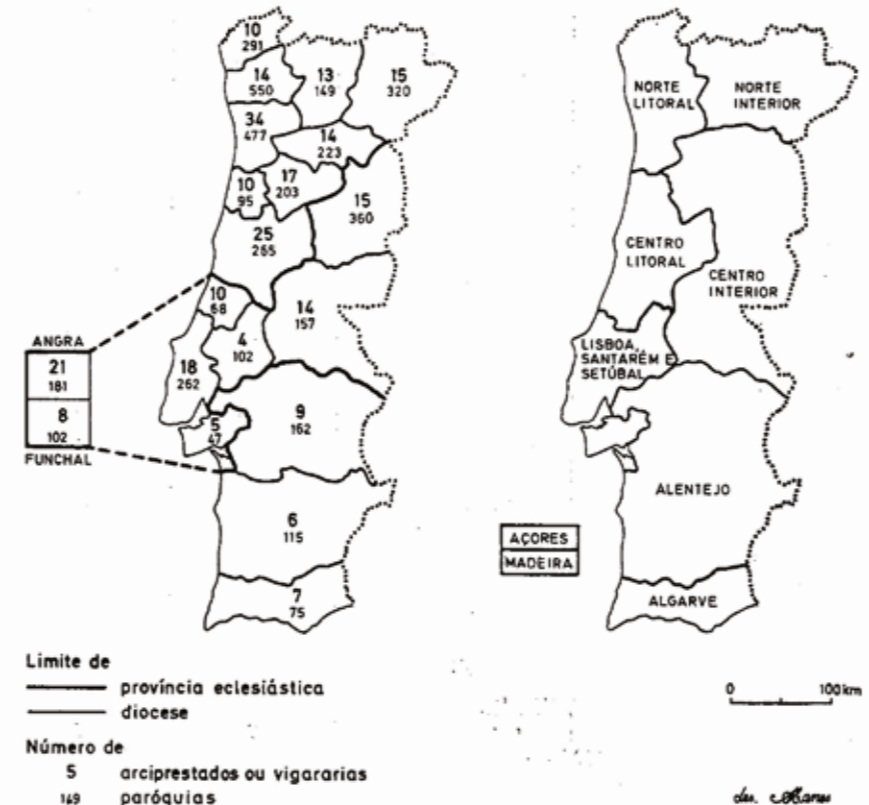 10
291
14
550
13
149
15
320
34
477
14
223
10
95
17
203
15
360
25
265
10
68
14
157
4
102
18
262
ANGRA
21
181
8
102
FUNCHAL
9
162
5
47
6
115
7
75
NORTE
LITORAL
NORTE
INTERIOR
CENTRO
LITORAL
CENTRO
INTERIOR
LISBOA,
SANTARÉM E
SETÚBAL
ALENTEJO
AÇORES
MADEIRA
ALGARVE
Limite de
província eclesiástica
diocese
Número de
5 arciprestados ou vigararias
149 paróquias
0 100km
des.